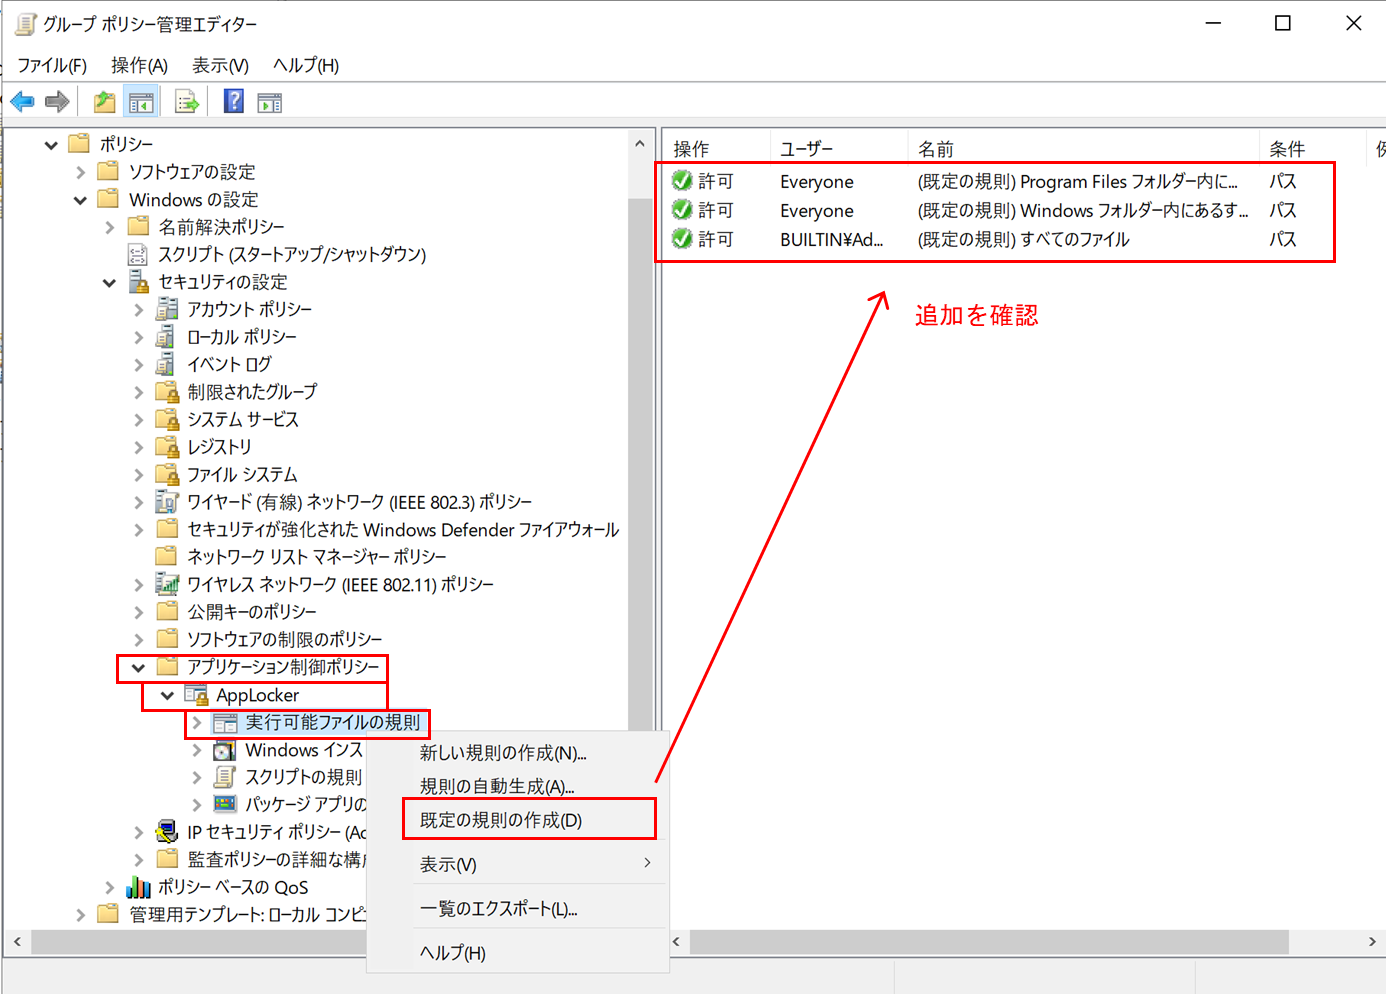 グループ ポリシー管理エディター
ファイル(F) 操作(A) 表示(V) ヘルプ(H)
ポリシー
ソフトウェアの設定
Windows の設定
名前解決ポリシー
スクリプト (スタートアップ/シャットダウン)
セキュリティの設定
アカウント ポリシー
ローカル ポリシー
イベント ログ
制限されたグループ
システム サービス
レジストリ
ファイル システム
ワイヤード (有線) ネットワーク (IEEE 802.3) ポリシー
セキュリティが強化された Windows Defender ファイアウォール
ネットワーク リスト マネージャー ポリシー
ワイヤレス ネットワーク (IEEE 802.11) ポリシー
公開キーのポリシー
ソフトウェアの制限のポリシー
アプリケーション制御ポリシー
AppLocker
実行可能ファイルの規則
Windows インス
スクリプトの規則
パッケージ アプリの
IP セキュリティ ポリシー (Ac
監査ポリシーの詳細な構成
ポリシー ベースの QoS
管理用テンプレート: ローカル コンピ
新しい規則の作成(N)...
規則の自動生成(A)...
既定の規則の作成(D)
表示(V)
一覧のエクスポート(L)...
ヘルプ(H)
操作 ユーザー 名前 条件 例
許可 Everyone (既定の規則) Program Files フォルダー内に... パス
許可 Everyone (既定の規則) Windows フォルダー内にあるす... パス
許可 BUILTIN¥Ad... (既定の規則) すべてのファイル パス
追加を確認